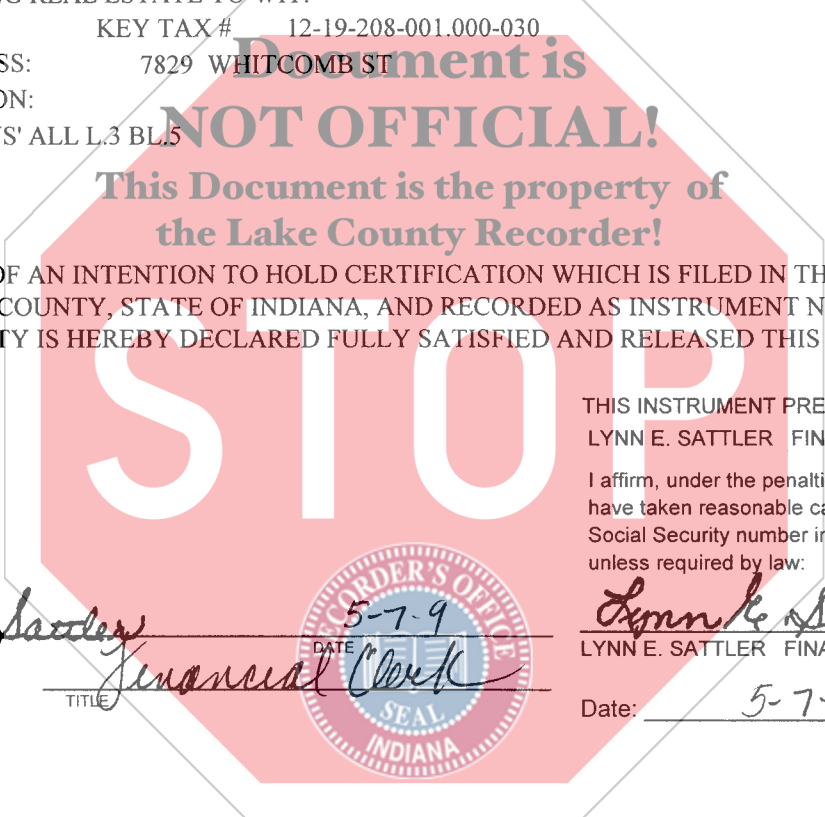 G REAL ESTATE TO WIT:
KEY TAX # 12-19-208-001.000-030
SS: 7829 WHITCOMB ST
ON:
S' ALL L.3 BL.5
Document is
NOT OFFICIAL!
This Document is the property of
the Lake County Recorder!
OF AN INTENTION TO HOLD CERTIFICATION WHICH IS FILED IN TH
COUNTY, STATE OF INDIANA, AND RECORDED AS INSTRUMENT N
TY IS HEREBY DECLARED FULLY SATISFIED AND RELEASED THIS
STOP
THIS INSTRUMENT PRE
LYNN E. SATTLER FIN
I affirm, under the penalti
have taken reasonable ca
Social Security number in
unless required by law:
Sattler 5-7-9
DATE
Financial Clerk
TITLE
RECORDER'S OFFICE
SEAL
INDIANA
Lynn E S
LYNN E. SATTLER FINA
Date: 5-7-